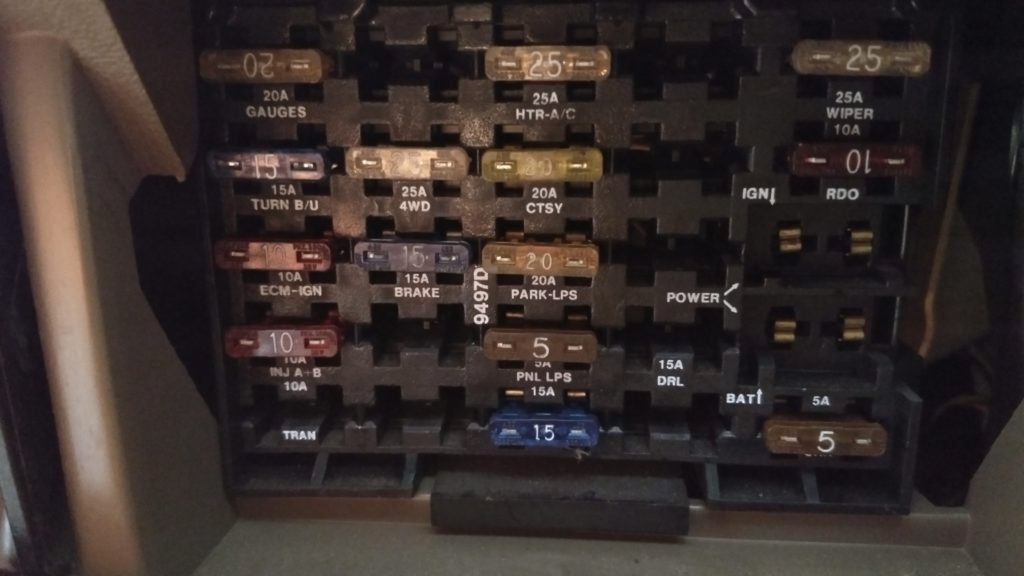 20 25 25
20A
GAUGES
25A
HTR-A/C
25A
WIPER
10A
15 25 20 10
15A
TURN B/U
25A
4WD
20A
CTSY
IGN↓
RDO
10 15 20
10A
ECM-IGN
15A
BRAKE
9497D
20A
PARK-LPS
POWER
10 5
10A
INJ A+B
10A
5A
PNL LPS
15A
15A
DRL
BAT↑
5A
TRAN
15
5